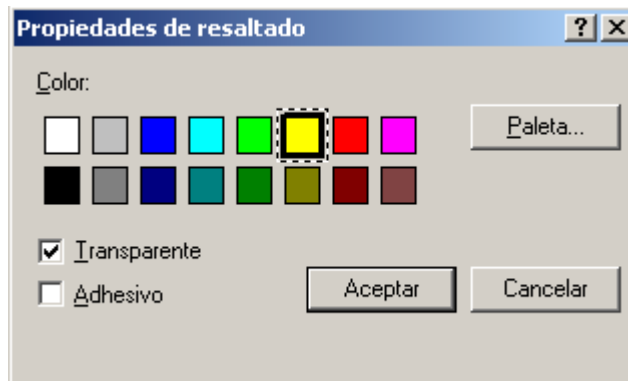 Propiedades de resaltado
Color:
Paleta...
Transparente
Adhesivo
Aceptar
Cancelar